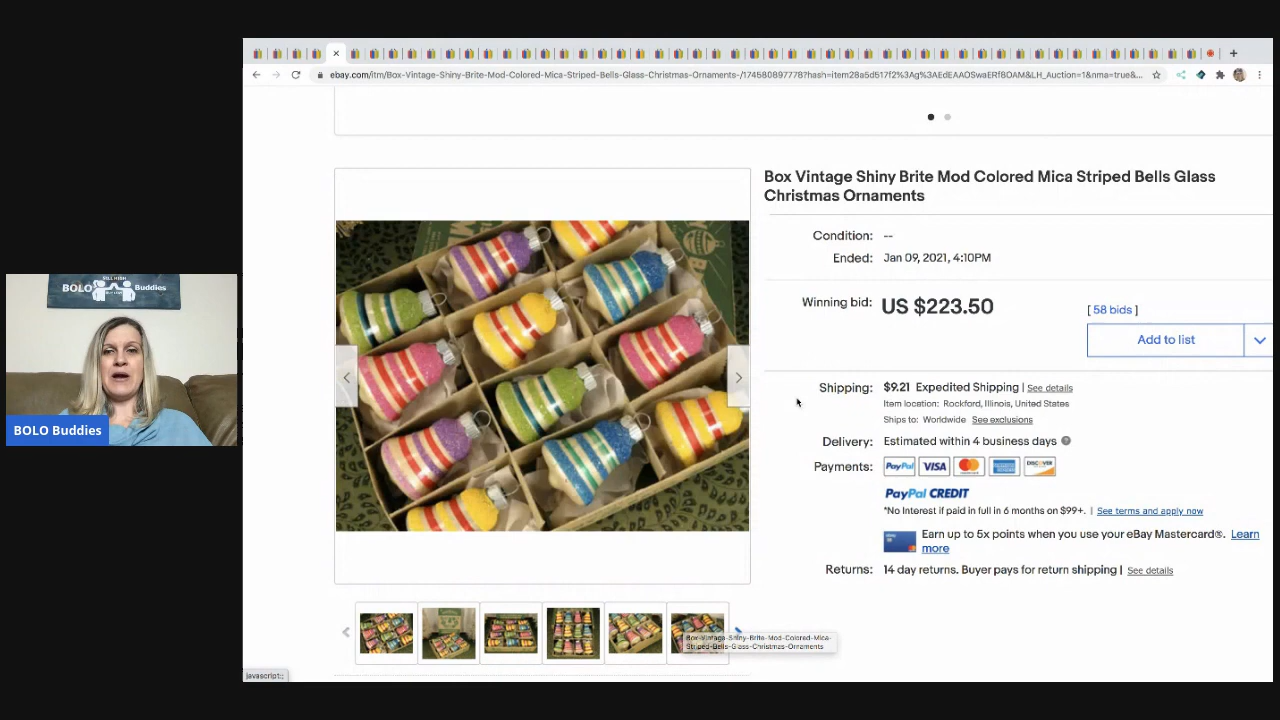 ebay.com/itm/Box-Vintage-Shiny-Brite-Mod-Colored-Mica-Striped-Bells-Glass-Christmas-Ornaments-/174580897778?hash=item28a5d517f2%3Ag%3AEdEAAOSwaERf8OAM&LH_Auction=1&nma=true&...
Box Vintage Shiny Brite Mod Colored Mica Striped Bells Glass
Christmas Ornaments
Condition: --
Ended: Jan 09, 2021, 4:10PM
Winning bid: US $223.50 [ 58 bids ]
Add to list
Shipping: $9.21 Expedited Shipping | See details
Item location: Rockford, Illinois, United States
Ships to: Worldwide See exclusions
Delivery: Estimated within 4 business days
Payments: PayPal VISA DISCOVER
PayPal CREDIT
*No Interest if paid in full in 6 months on $99+. | See terms and apply now
Earn up to 5x points when you use your eBay Mastercard®. Learn
more
Returns: 14 day returns. Buyer pays for return shipping | See details
Box-Vintage-Shiny-Brite-Mod-Colored-Mica-
Striped-Bells-Glass-Christmas-Ornaments
javascript:;
BOLO Buddies
BOLO Buddies